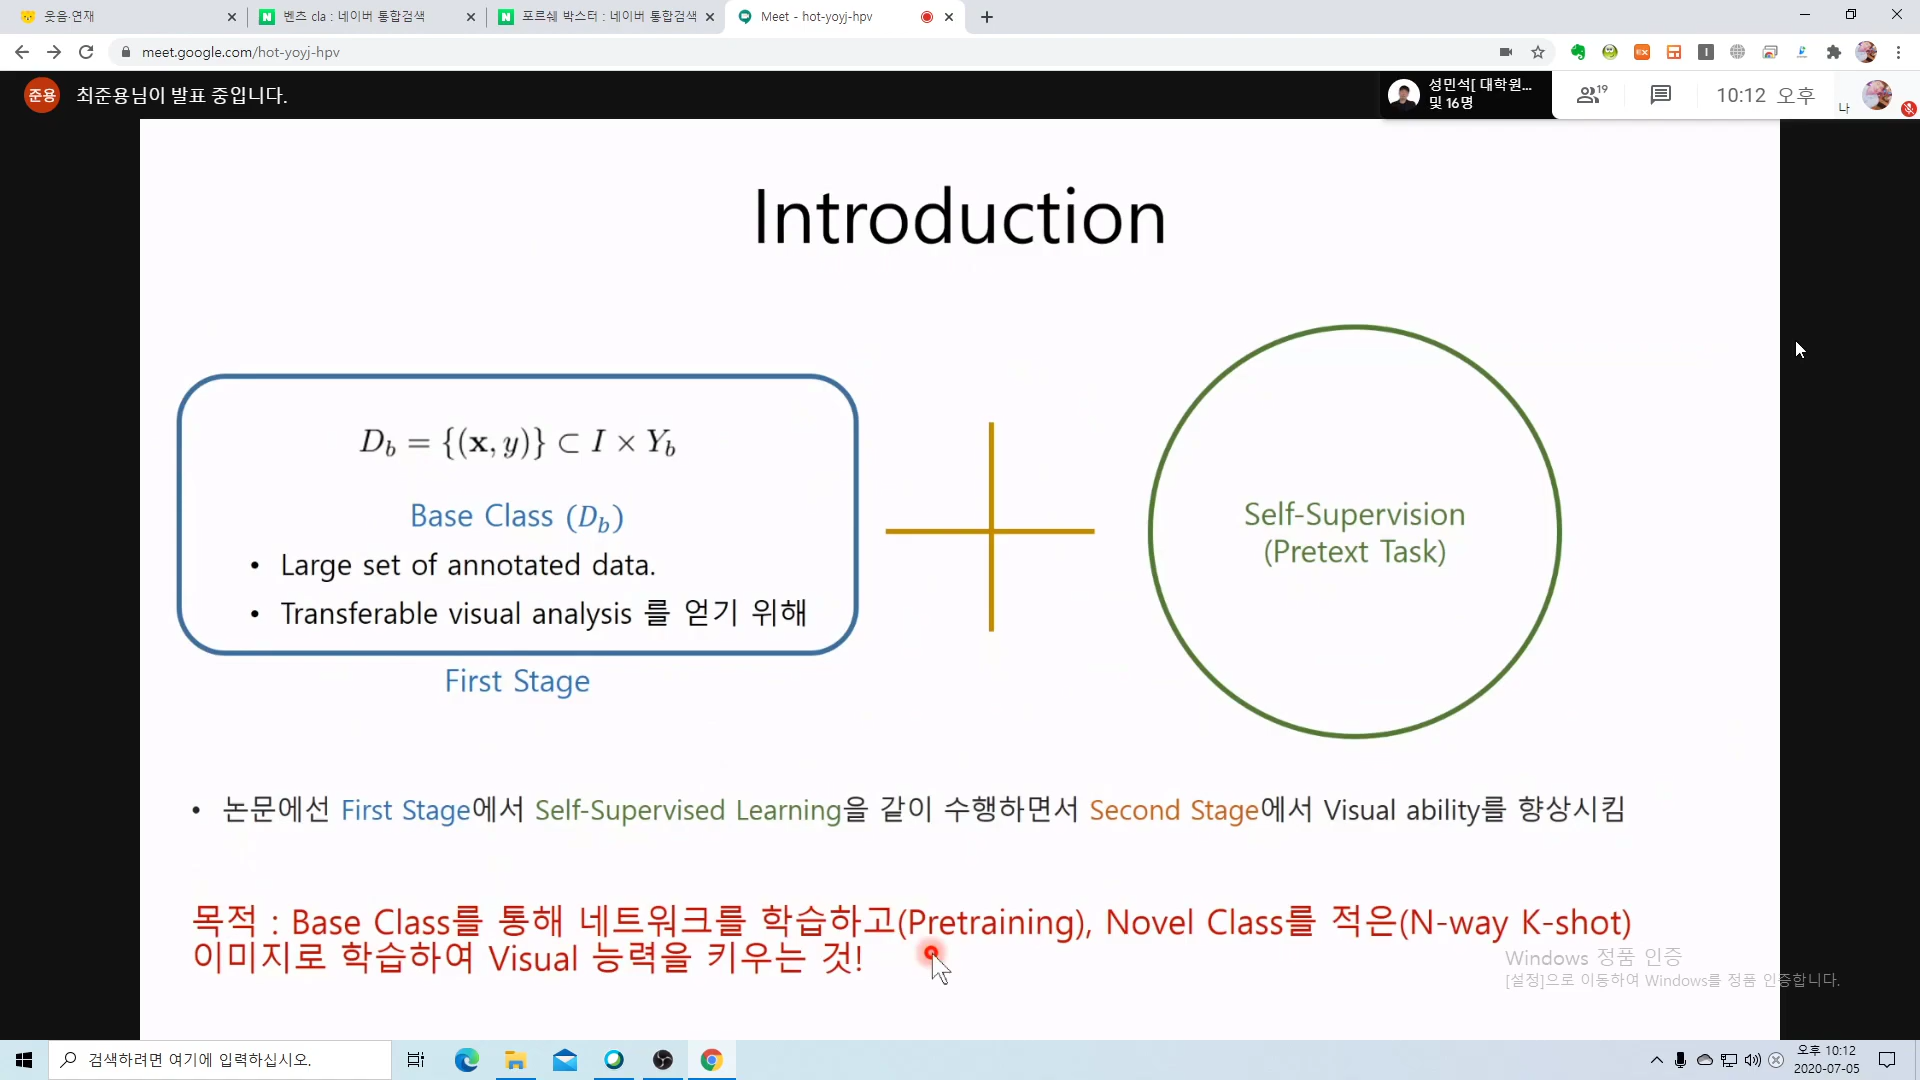 웃음·연재
벤츠 cla : 네이버 통합검색
포르쉐 박스터 : 네이버 통합검색
Meet - hot-yoyj-hpv
meet.google.com/hot-yoyj-hpv
준용 최준용님이 발표 중입니다.
성민석[ 대학원...
및 16명
19
10:12 오후
나
Introduction
D_b = {(x, y)} ⊂ I × Y_b
Base Class (D_b)
• Large set of annotated data.
• Transferable visual analysis 를 얻기 위해
First Stage
Self-Supervision
(Pretext Task)
• 논문에선 First Stage에서 Self-Supervised Learning을 같이 수행하면서 Second Stage에서 Visual ability를 향상시킴
목적 : Base Class를 통해 네트워크를 학습하고(Pretraining), Novel Class를 적은(N-way K-shot)
이미지로 학습하여 Visual 능력을 키우는 것!
Windows 정품 인증
[설정]으로 이동하여 Windows를 정품 인증합니다.
검색하려면 여기에 입력하십시오.
오후 10:12
2020-07-05